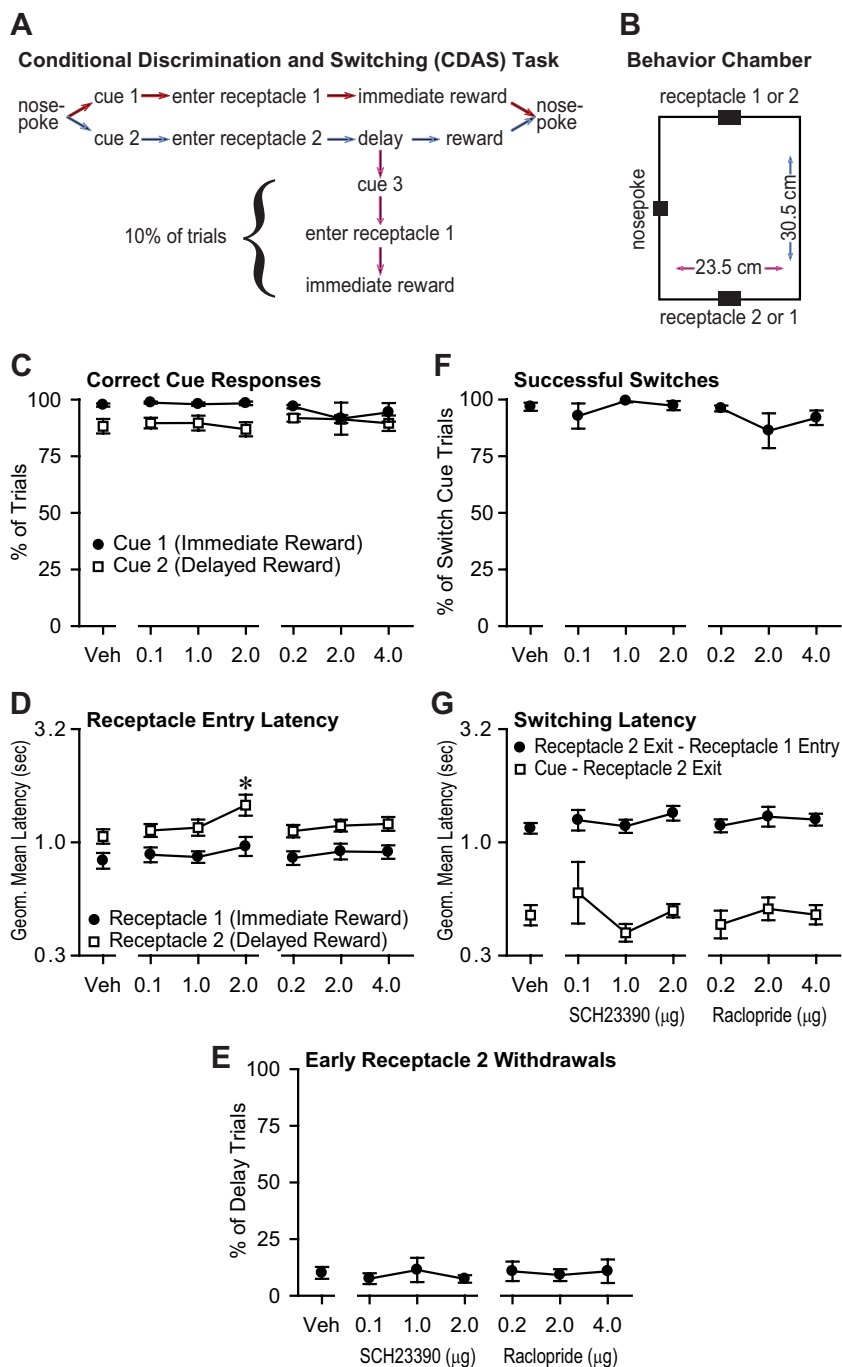 A
Conditional Discrimination and Switching (CDAS) Task
nose-
poke
cue 1
enter receptacle 1
immediate reward
nose-
poke
cue 2
enter receptacle 2
delay
reward
cue 3
10% of trials
enter receptacle 1
immediate reward
B
Behavior Chamber
receptacle 1 or 2
nosepoke
30.5 cm
23.5 cm
receptacle 2 or 1
C
Correct Cue Responses
% of Trials
100
75
50
25
0
Cue 1 (Immediate Reward)
Cue 2 (Delayed Reward)
Veh 0.1 1.0 2.0 0.2 2.0 4.0
F
Successful Switches
% of Switch Cue Trials
100
75
50
25
0
Veh 0.1 1.0 2.0 0.2 2.0 4.0
D
Receptacle Entry Latency
Geom. Mean Latency (sec)
3.2
1.0
0.3
*
Receptacle 1 (Immediate Reward)
Receptacle 2 (Delayed Reward)
Veh 0.1 1.0 2.0 0.2 2.0 4.0
G
Switching Latency
Receptacle 2 Exit - Receptacle 1 Entry
Cue - Receptacle 2 Exit
Geom. Mean Latency (sec)
3.2
1.0
0.3
Veh 0.1 1.0 2.0 0.2 2.0 4.0
SCH23390 (μg) Raclopride (μg)
E
Early Receptacle 2 Withdrawals
% of Delay Trials
100
75
50
25
0
Veh 0.1 1.0 2.0 0.2 2.0 4.0
SCH23390 (μg) Raclopride (μg)